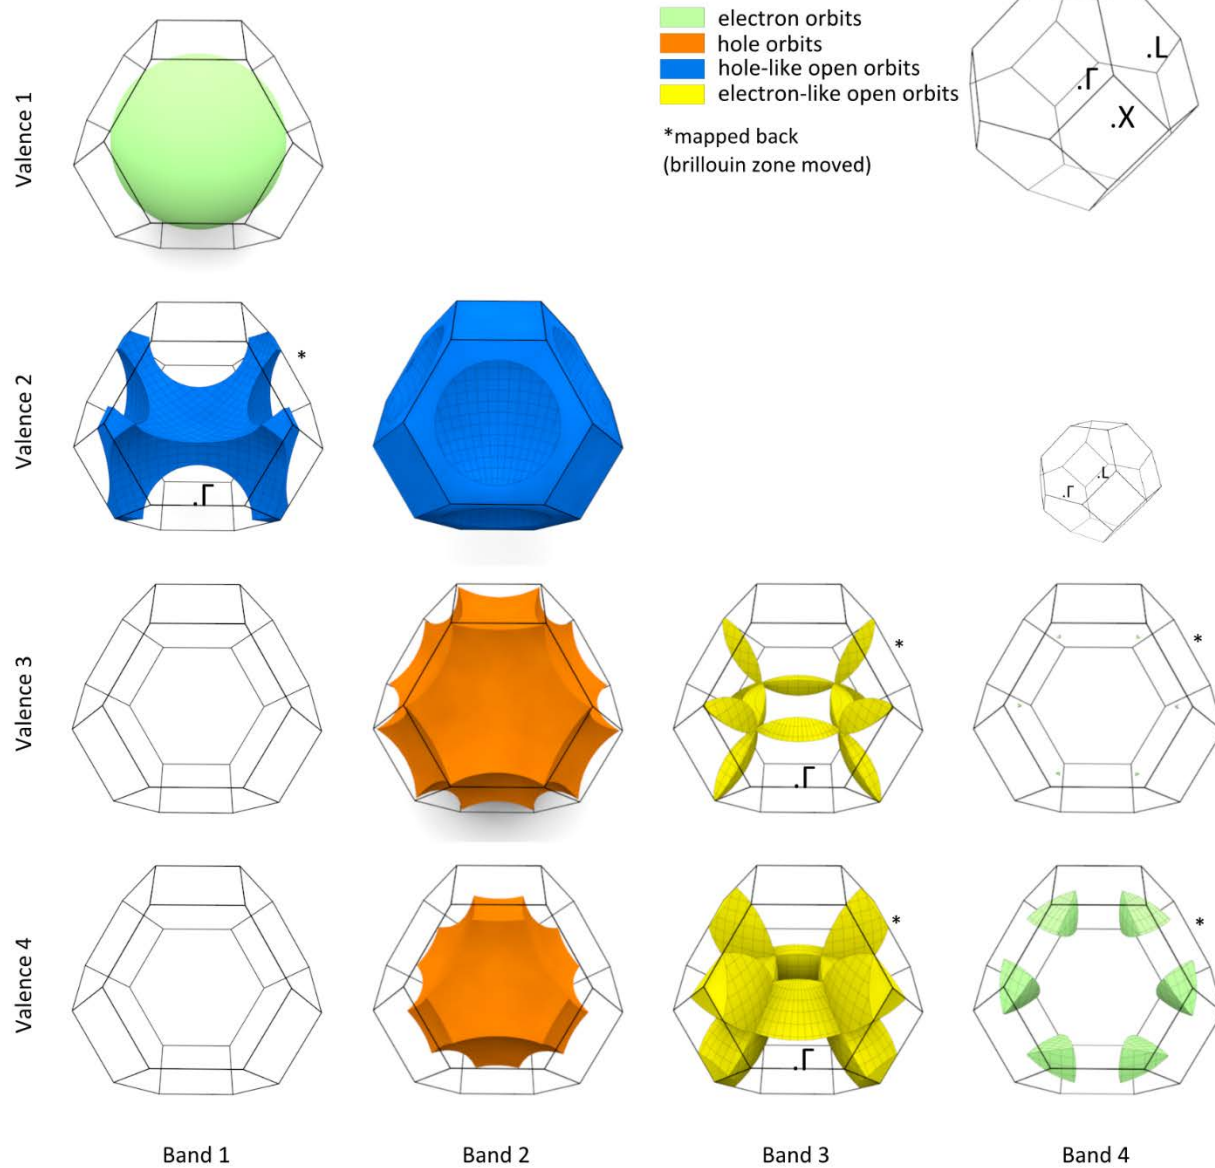 electron orbits
hole orbits
hole-like open orbits
electron-like open orbits
*mapped back
(brillouin zone moved)
.L
.Γ
.X
Valence 1
*
.Γ
Valence 2
.L
.Γ
*
*
.Γ
Valence 3
*
*
.Γ
Valence 4
Band 1
Band 2
Band 3
Band 4